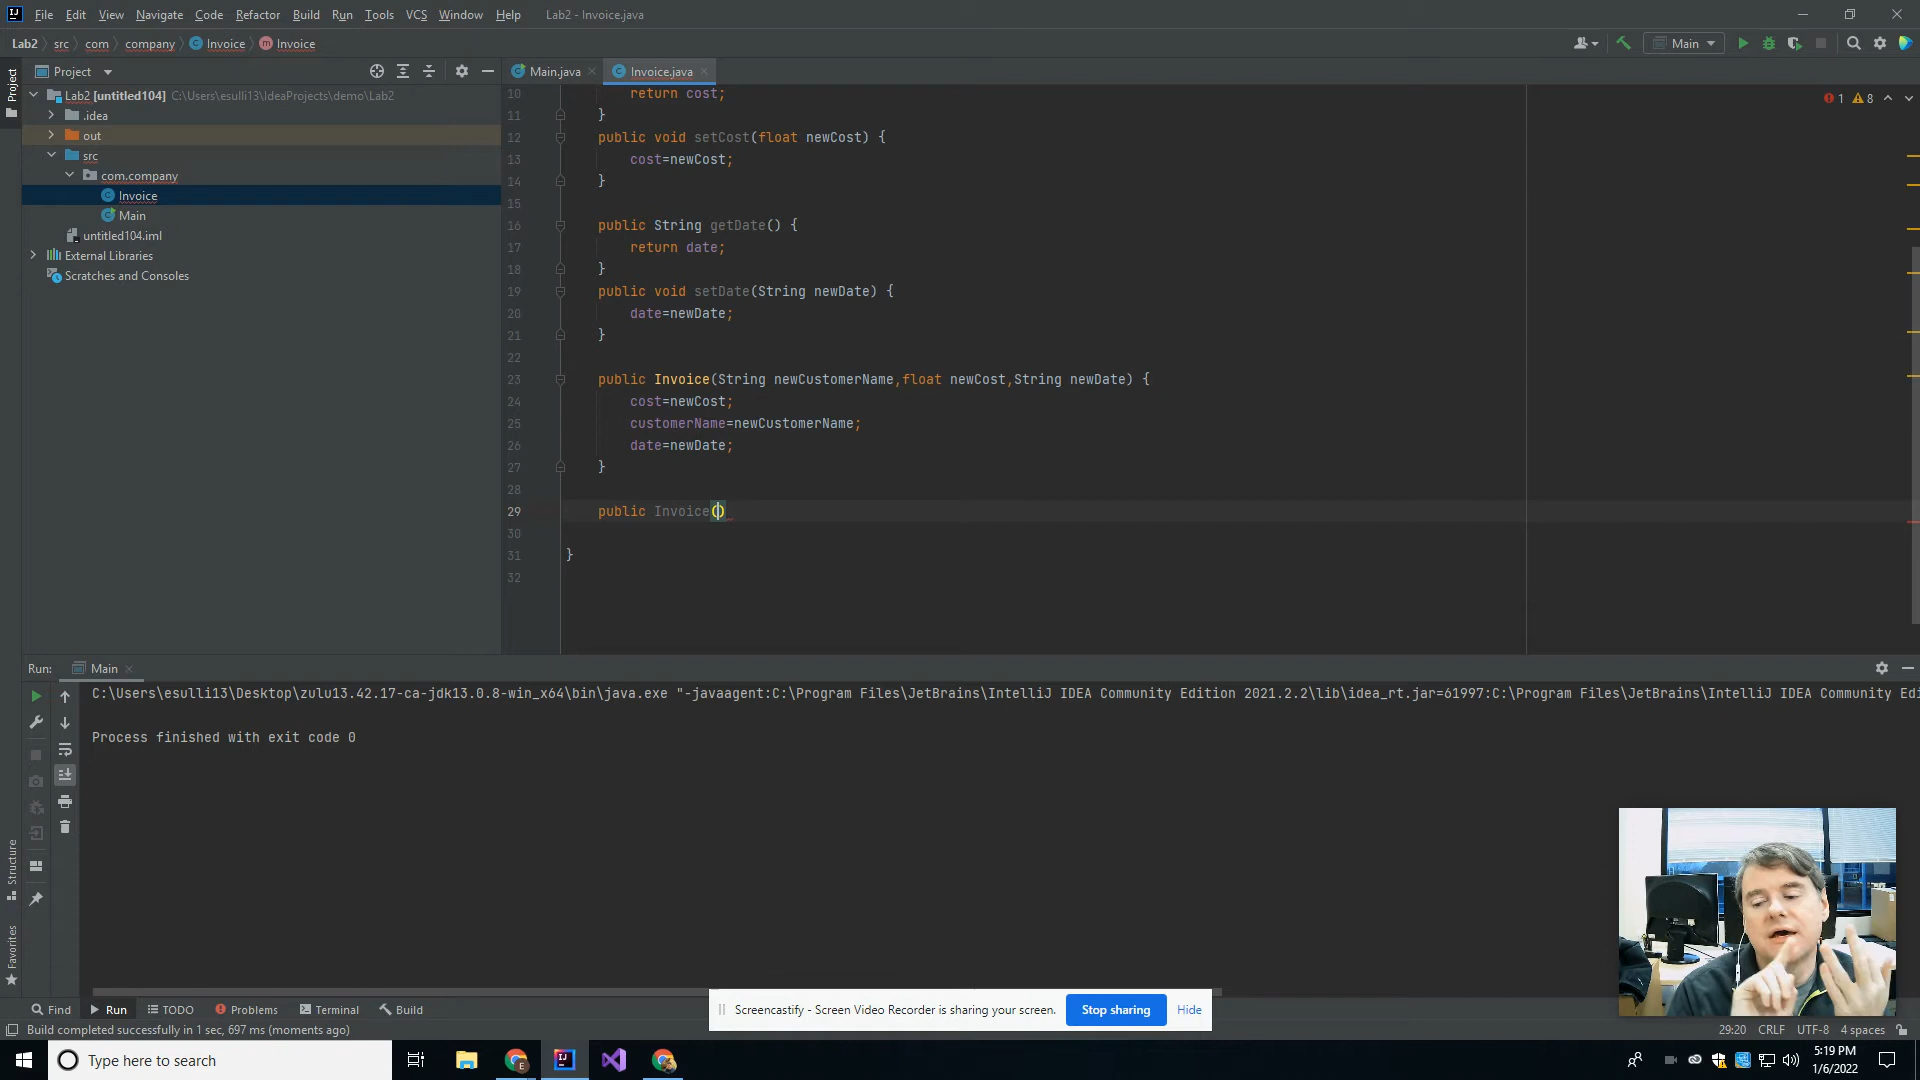 File Edit View Navigate Code Refactor Build Run Tools VCS Window Help Lab2 - Invoice.java
Lab2 src com company Invoice Invoice
Main
Project
Main.java
Invoice.java
Lab2 [untitled104] C:\Users\esulli13\IdeaProjects\demo\Lab2
.idea
out
src
com.company
Invoice
Main
untitled104.iml
External Libraries
Scratches and Consoles
Project
1 8
10 return cost;
11 }
12 public void setCost(float newCost) {
13 cost=newCost;
14 }
15
16 public String getDate() {
17 return date;
18 }
19 public void setDate(String newDate) {
20 date=newDate;
21 }
22
23 public Invoice(String newCustomerName,float newCost,String newDate) {
24 cost=newCost;
25 customerName=newCustomerName;
26 date=newDate;
27 }
28
29 public Invoice()
30
31 }
32
Run: Main
C:\Users\esulli13\Desktop\zulu13.42.17-ca-jdk13.0.8-win_x64\bin\java.exe "-javaagent:C:\Program Files\JetBrains\IntelliJ IDEA Community Edition 2021.2.2\lib\idea_rt.jar=61997:C:\Program Files\JetBrains\IntelliJ IDEA Community Edi
Process finished with exit code 0
Structure
Favorites
Find Run TODO Problems Terminal Build
Screencastify - Screen Video Recorder is sharing your screen. Stop sharing Hide
Build completed successfully in 1 sec, 697 ms (moments ago)
29:20 CRLF UTF-8 4 spaces
Type here to search
5:19 PM
1/6/2022